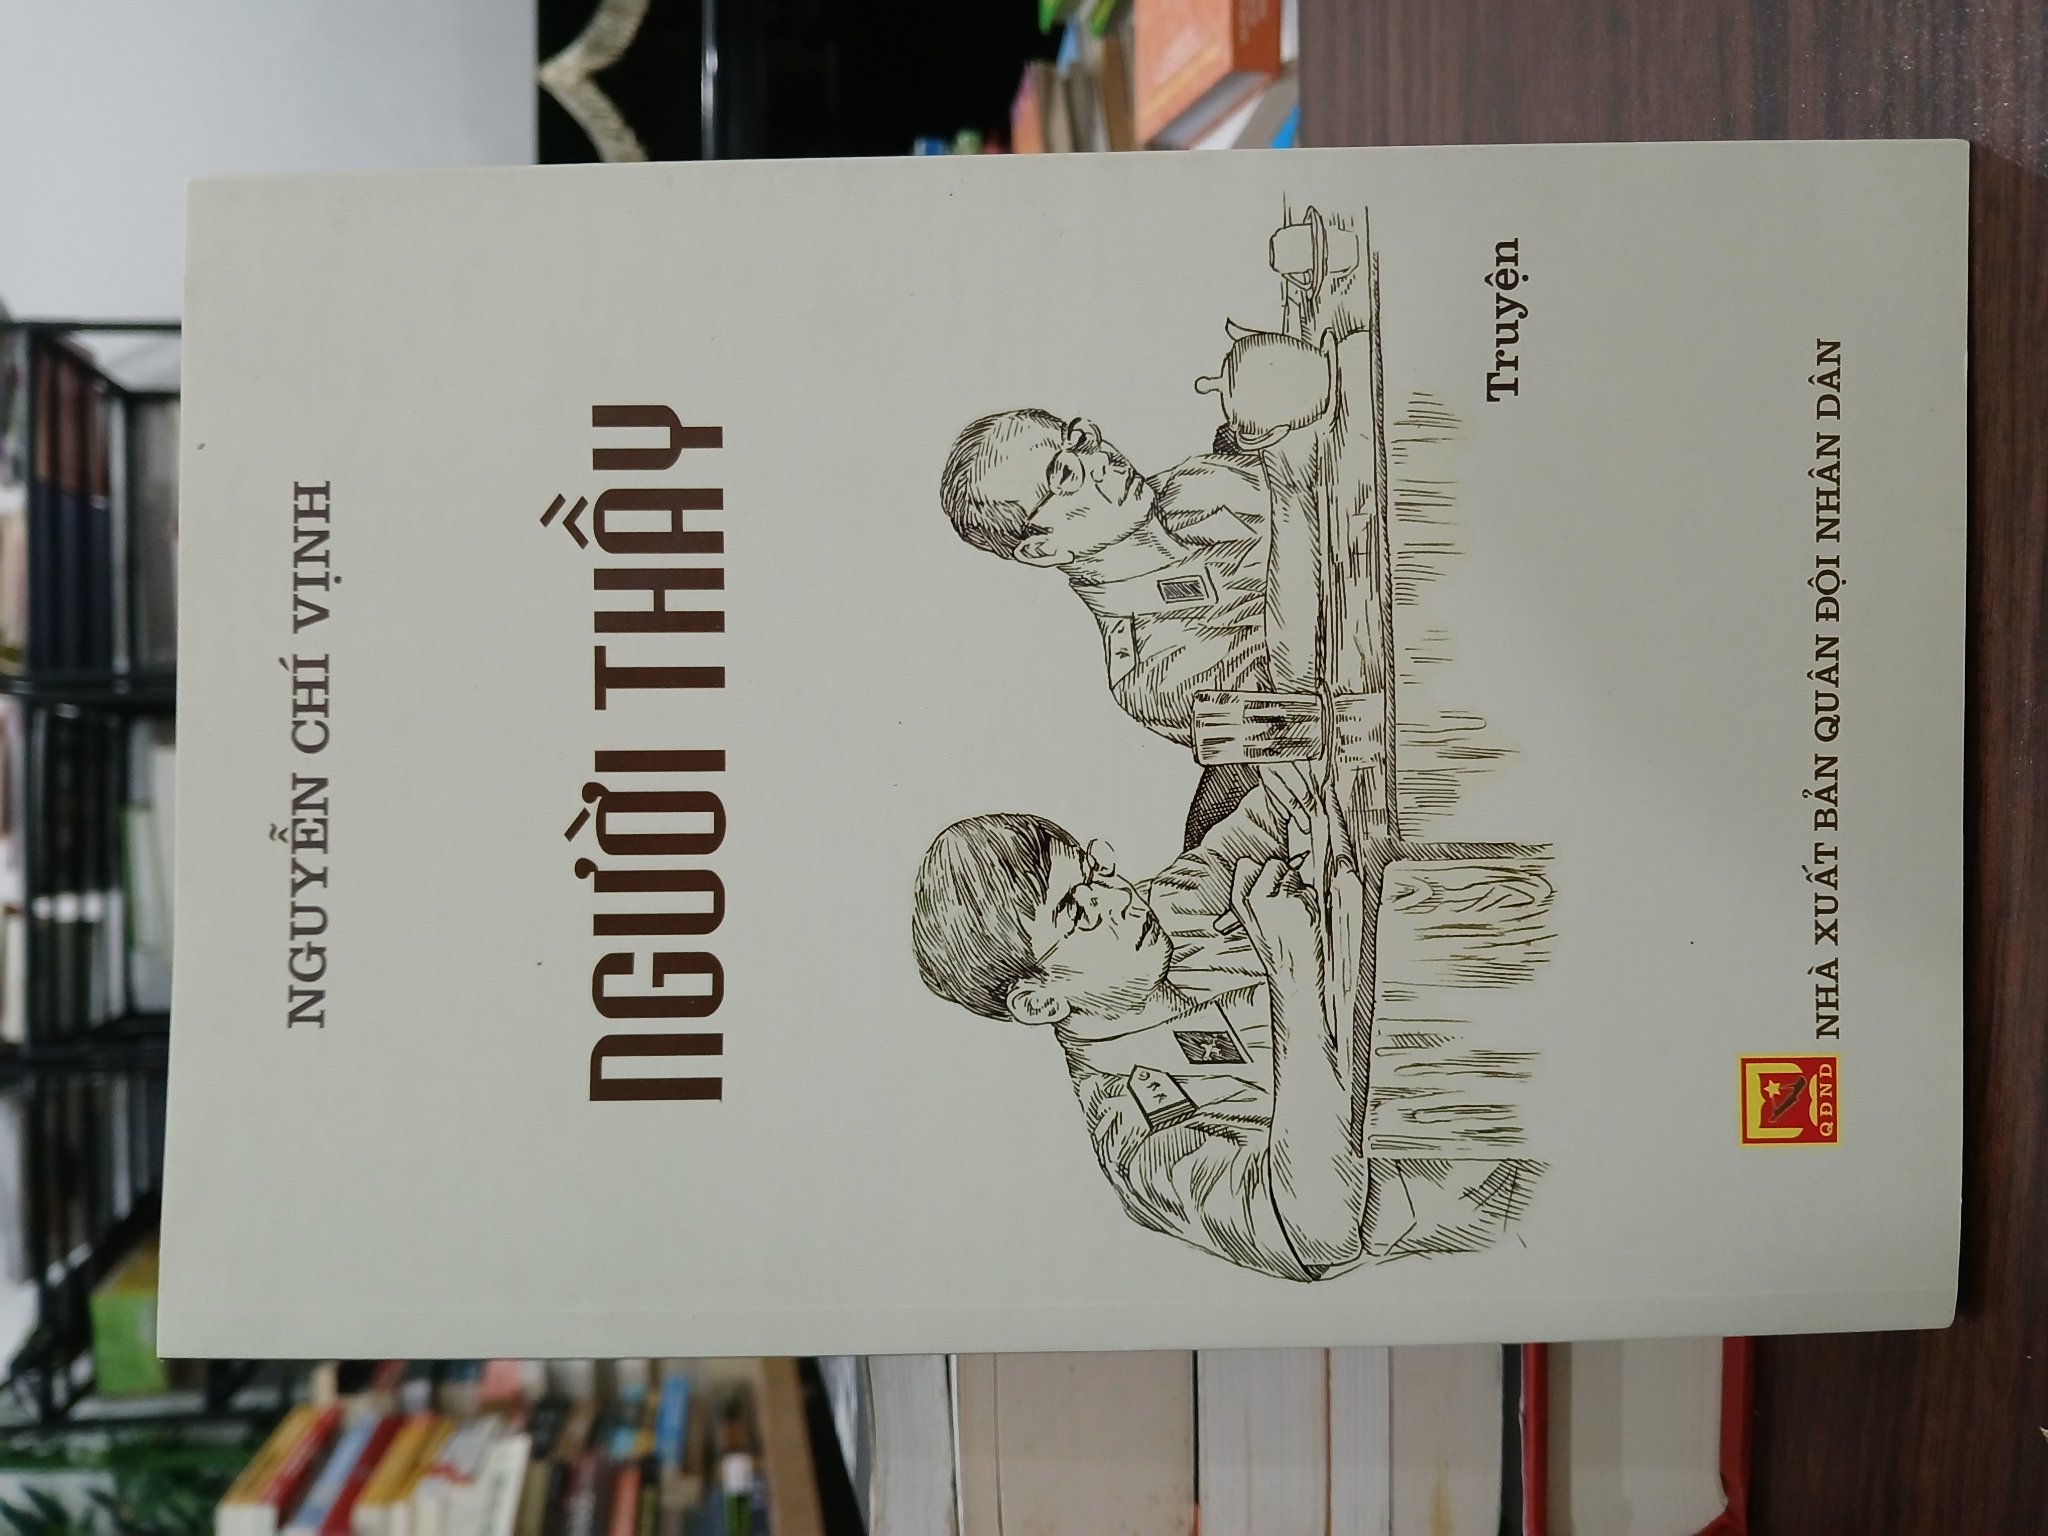 NGUYỄN CHÍ VỊNH
NGƯỜI THẦY
Truyện
QĐND
NHÀ XUẤT BẢN QUÂN ĐỘI NHÂN DÂN